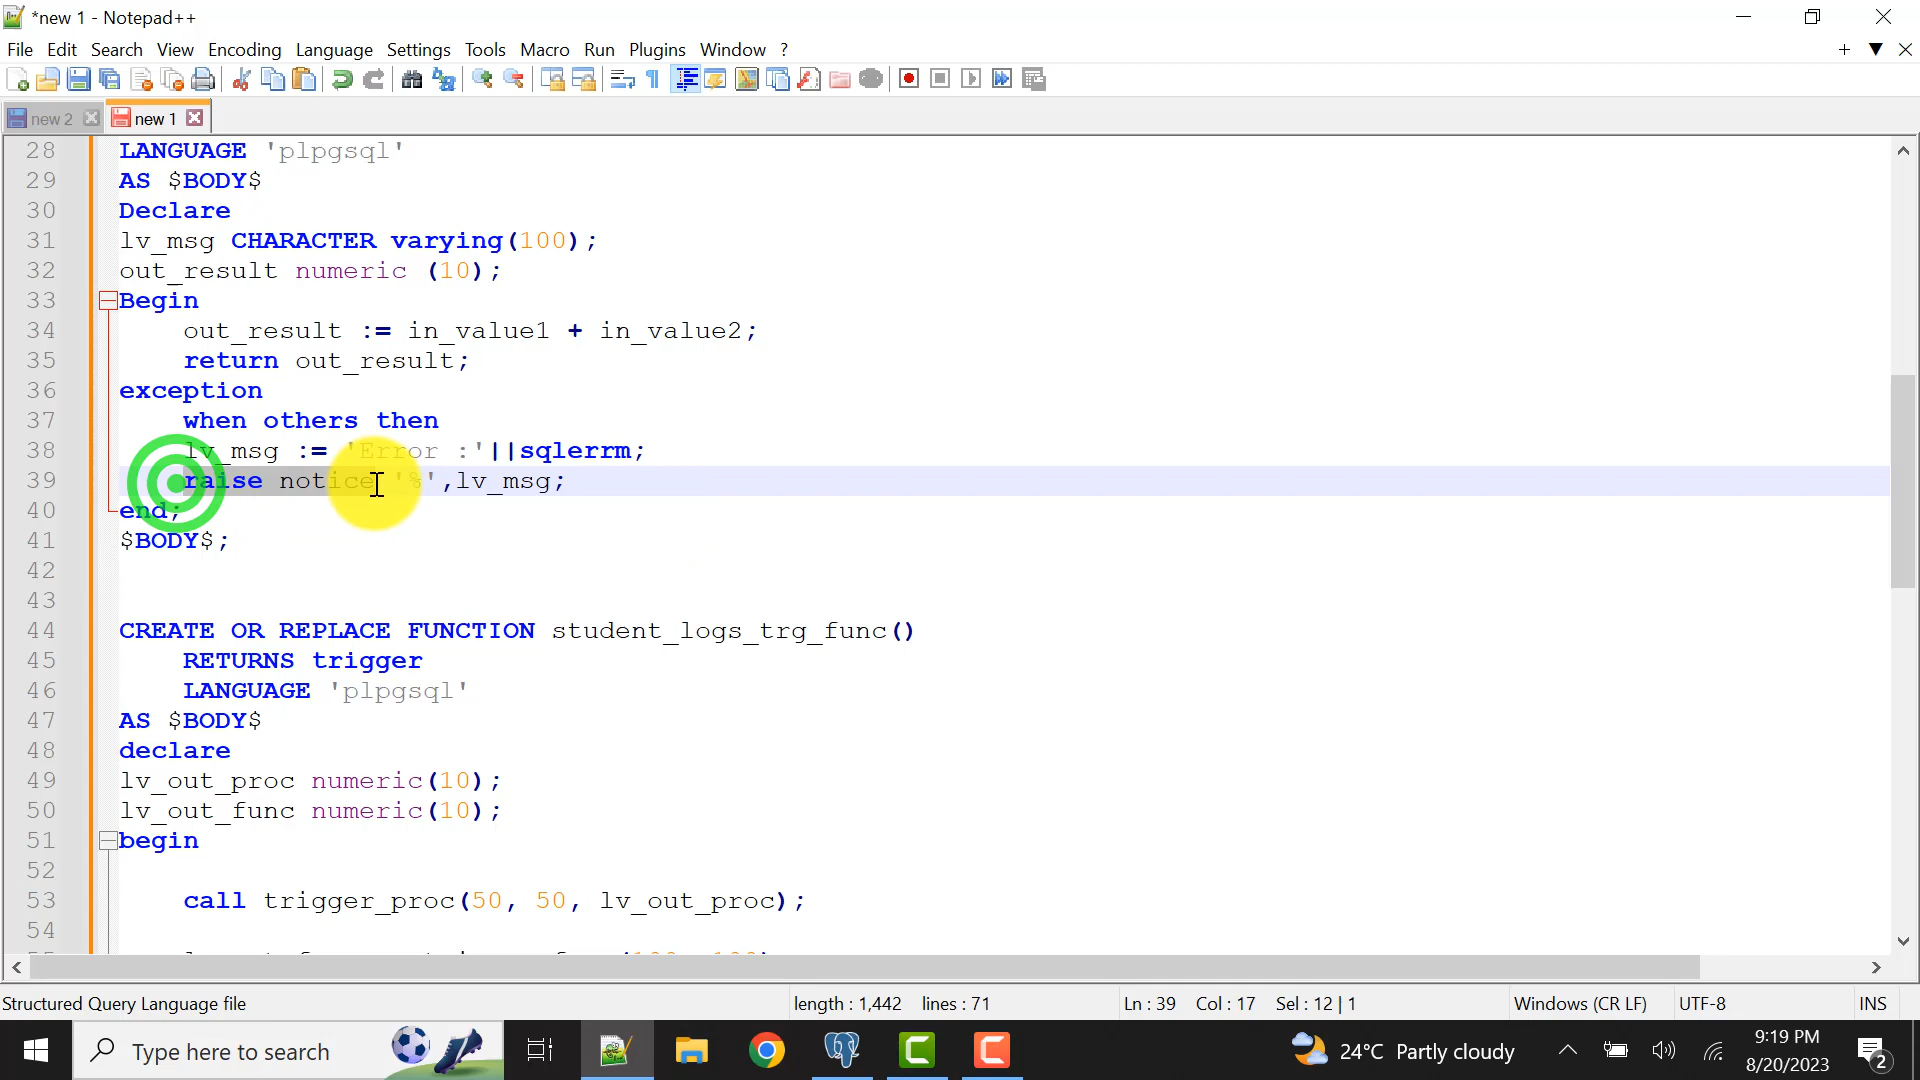 *new 1 - Notepad++
File Edit Search View Encoding Language Settings Tools Macro Run Plugins Window ?
new 2 new 1
28 LANGUAGE 'plpgsql'
29 AS $BODY$
30 Declare
31 lv_msg CHARACTER varying(100);
32 out_result numeric (10);
33 Begin
34 out_result := in_value1 + in_value2;
35 return out_result;
36 exception
37 when others then
38 lv_msg := 'Error :'||sqlerrm;
39 raise notice '%',lv_msg;
40 end;
41 $BODY$;
42
43
44 CREATE OR REPLACE FUNCTION student_logs_trg_func()
45 RETURNS trigger
46 LANGUAGE 'plpgsql'
47 AS $BODY$
48 declare
49 lv_out_proc numeric(10);
50 lv_out_func numeric(10);
51 begin
52
53 call trigger_proc(50, 50, lv_out_proc);
54
Structured Query Language file length : 1,442 lines : 71 Ln : 39 Col : 17 Sel : 12 | 1 Windows (CR LF) UTF-8 INS
Type here to search 24°C Partly cloudy 9:19 PM
8/20/2023 2